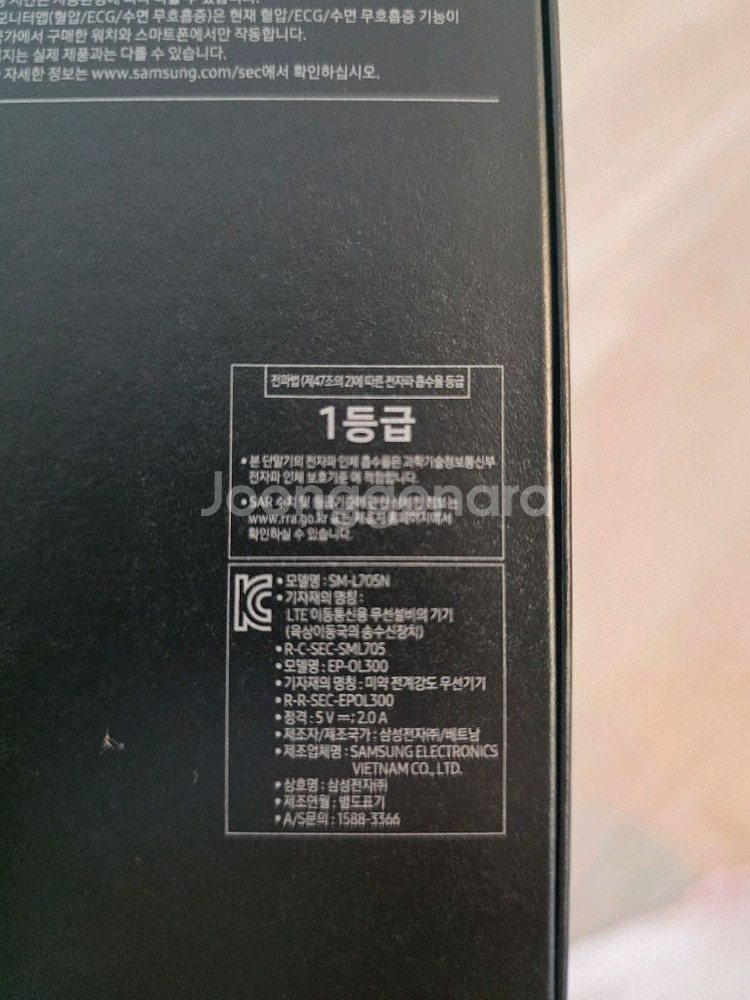 모니터앱(혈압/ECG/수면 무호흡증)은 현재 혈압/ECG/수면 무호흡증 기능이
구매한 워치와 스마트폰에서만 작동합니다.
실제 제품과는 다를 수 있습니다.
자세한 정보는 www.samsung.com/sec에서 확인하십시오.
전파법(제47조의2)에 따른 전자파 흡수율 등급
1등급
• 본 단말기의 전자파 인체 흡수율은 과학기술정보통신부
전자파 인체 보호기준에 적합합니다.
Joonggonara
• SAR 수치 및
www.rra.go.kr 또는 제조사 홈페이지에서
확인하실 수 있습니다.
• 모델명 : SM-L705N
• 기자재의 명칭 :
LTE 이동통신용 무선설비의 기기
(육상이동국의 송수신장치)
• R-C-SEC-SML705
• 모델명 : EP-OL300
• 기자재의 명칭 : 미약 전계강도 무선기기
• R-R-SEC-EPOL300
• 정격 : 5 V ⎓; 2.0 A
• 제조자/제조국가 : 삼성전자㈜/베트남
• 제조업체명 : SAMSUNG ELECTRONICS
VIETNAM CO., LTD.
• 상호명 : 삼성전자㈜
• 제조연월 : 별도표기
• A/S문의 : 1588-3366